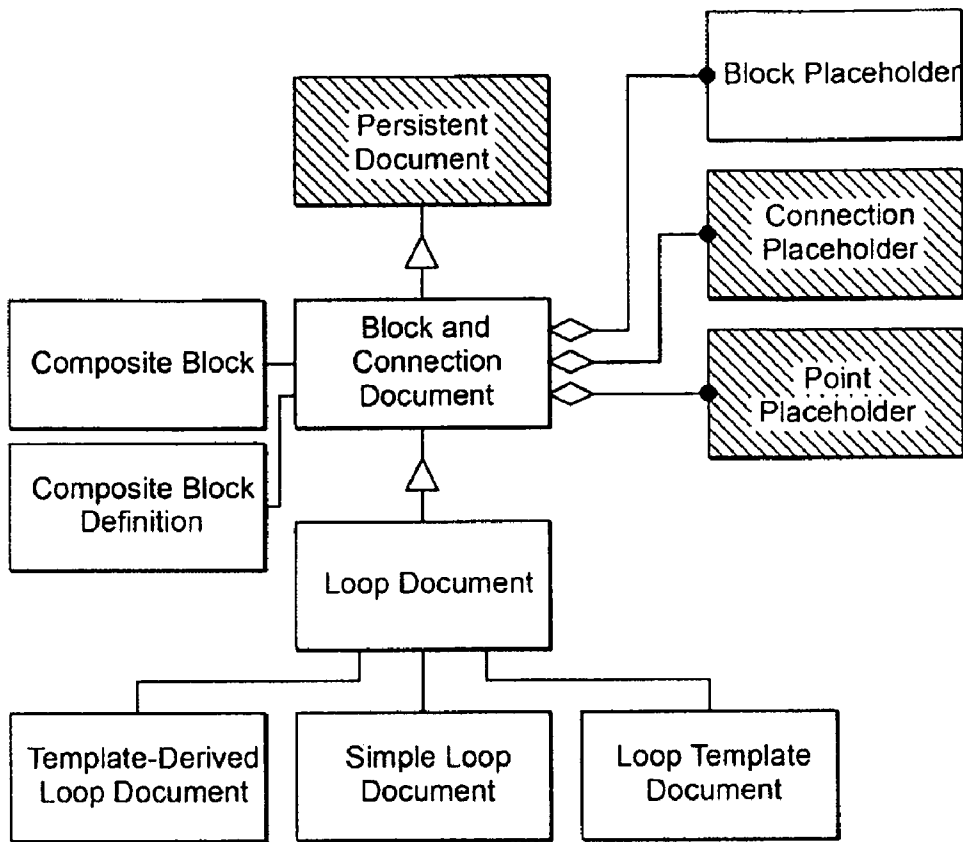 Block Placeholder
Persistent
Document
Connection
Placeholder
Block and
Connection
Document
Composite Block
Point
Placeholder
Composite Block
Definition
Loop Document
Template-Derived
Loop Document
Simple Loop
Document
Loop Template
Document